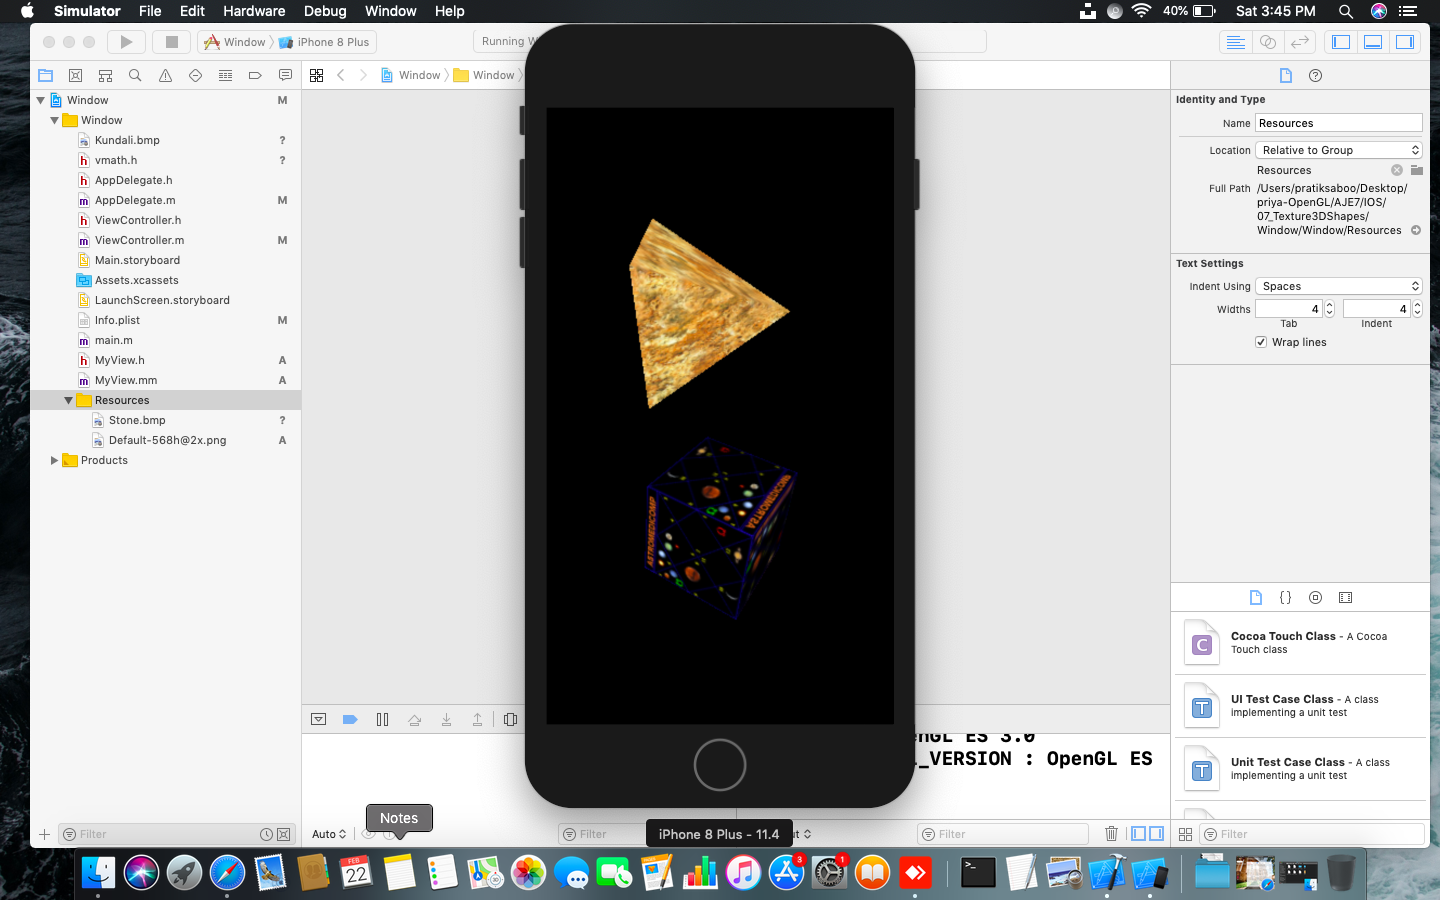 Simulator File Edit Hardware Debug Window Help
40% Sat 3:45 PM
Window iPhone 8 Plus
Running
Window Window
Window M
Window
Kundali.bmp ?
vmath.h ?
AppDelegate.h
AppDelegate.m M
ViewController.h
ViewController.m M
Main.storyboard
Assets.xcassets
LaunchScreen.storyboard
Info.plist M
main.m
MyView.h A
MyView.mm A
Resources
Stone.bmp ?
Default-568h@2x.png A
Products
Filter
ASTROMEDICOMP
ASTROMEDICOMP
Identity and Type
Name Resources
Location Relative to Group
Resources
Full Path /Users/pratiksaboo/Desktop/
priya-OpenGL/AJE7/IOS/
07_Texture3DShapes/
Window/Window/Resources
Text Settings
Indent Using Spaces
Widths 4 4
Tab Indent
Wrap lines
Cocoa Touch Class - A Cocoa
Touch class
UI Test Case Class - A class
implementing a unit test
Unit Test Case Class - A class
implementing a unit test
Filter
enGL ES 3.0
_VERSION : OpenGL ES
Auto
Filter
Filter
Notes
iPhone 8 Plus - 11.4
FEB
22
3
1